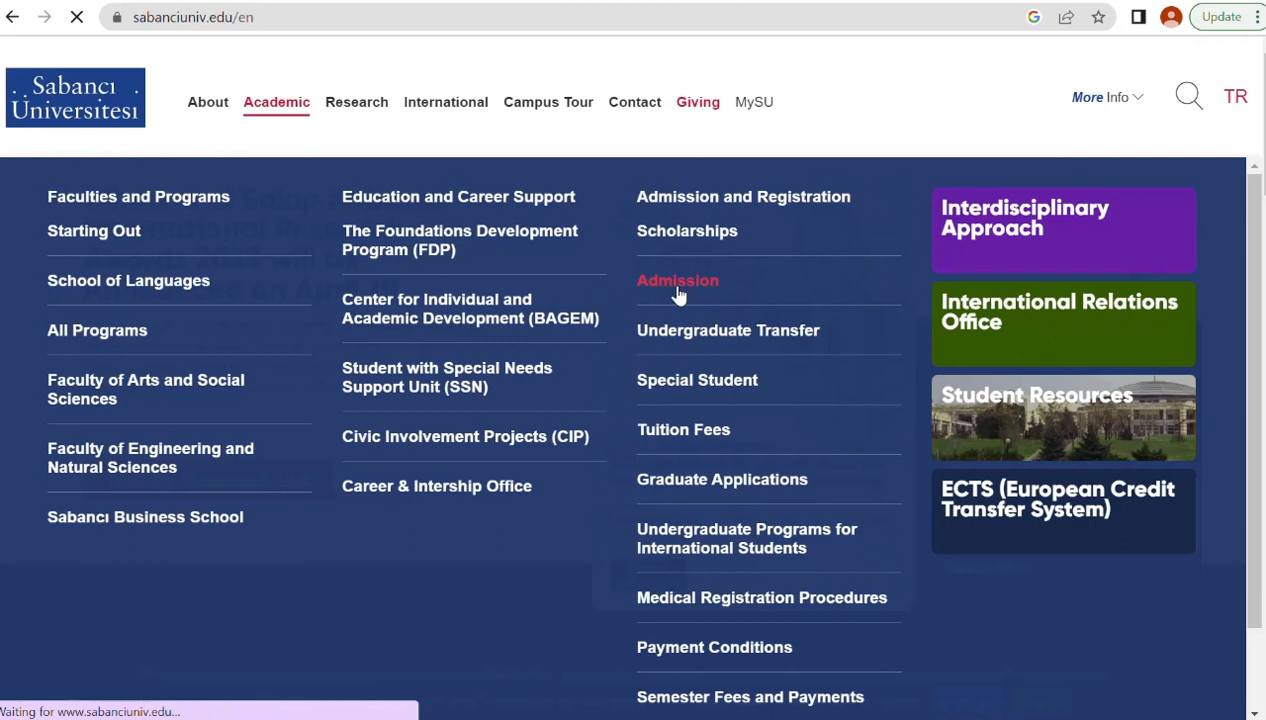 sabanciuniv.edu/en
Update
Sabancı
Üniversitesi
About
Academic
Research
International
Campus Tour
Contact
Giving
MySU
More Info
TR
Faculties and Programs
Starting Out
School of Languages
All Programs
Faculty of Arts and Social
Sciences
Faculty of Engineering and
Natural Sciences
Sabancı Business School
Education and Career Support
The Foundations Development
Program (FDP)
Center for Individual and
Academic Development (BAGEM)
Student with Special Needs
Support Unit (SSN)
Civic Involvement Projects (CIP)
Career & Intership Office
Admission and Registration
Scholarships
Admission
Undergraduate Transfer
Special Student
Tuition Fees
Graduate Applications
Undergraduate Programs for
International Students
Medical Registration Procedures
Payment Conditions
Semester Fees and Payments
Interdisciplinary
Approach
International Relations
Office
Student Resources
ECTS (European Credit
Transfer System)
Waiting for www.sabanciuniv.edu...